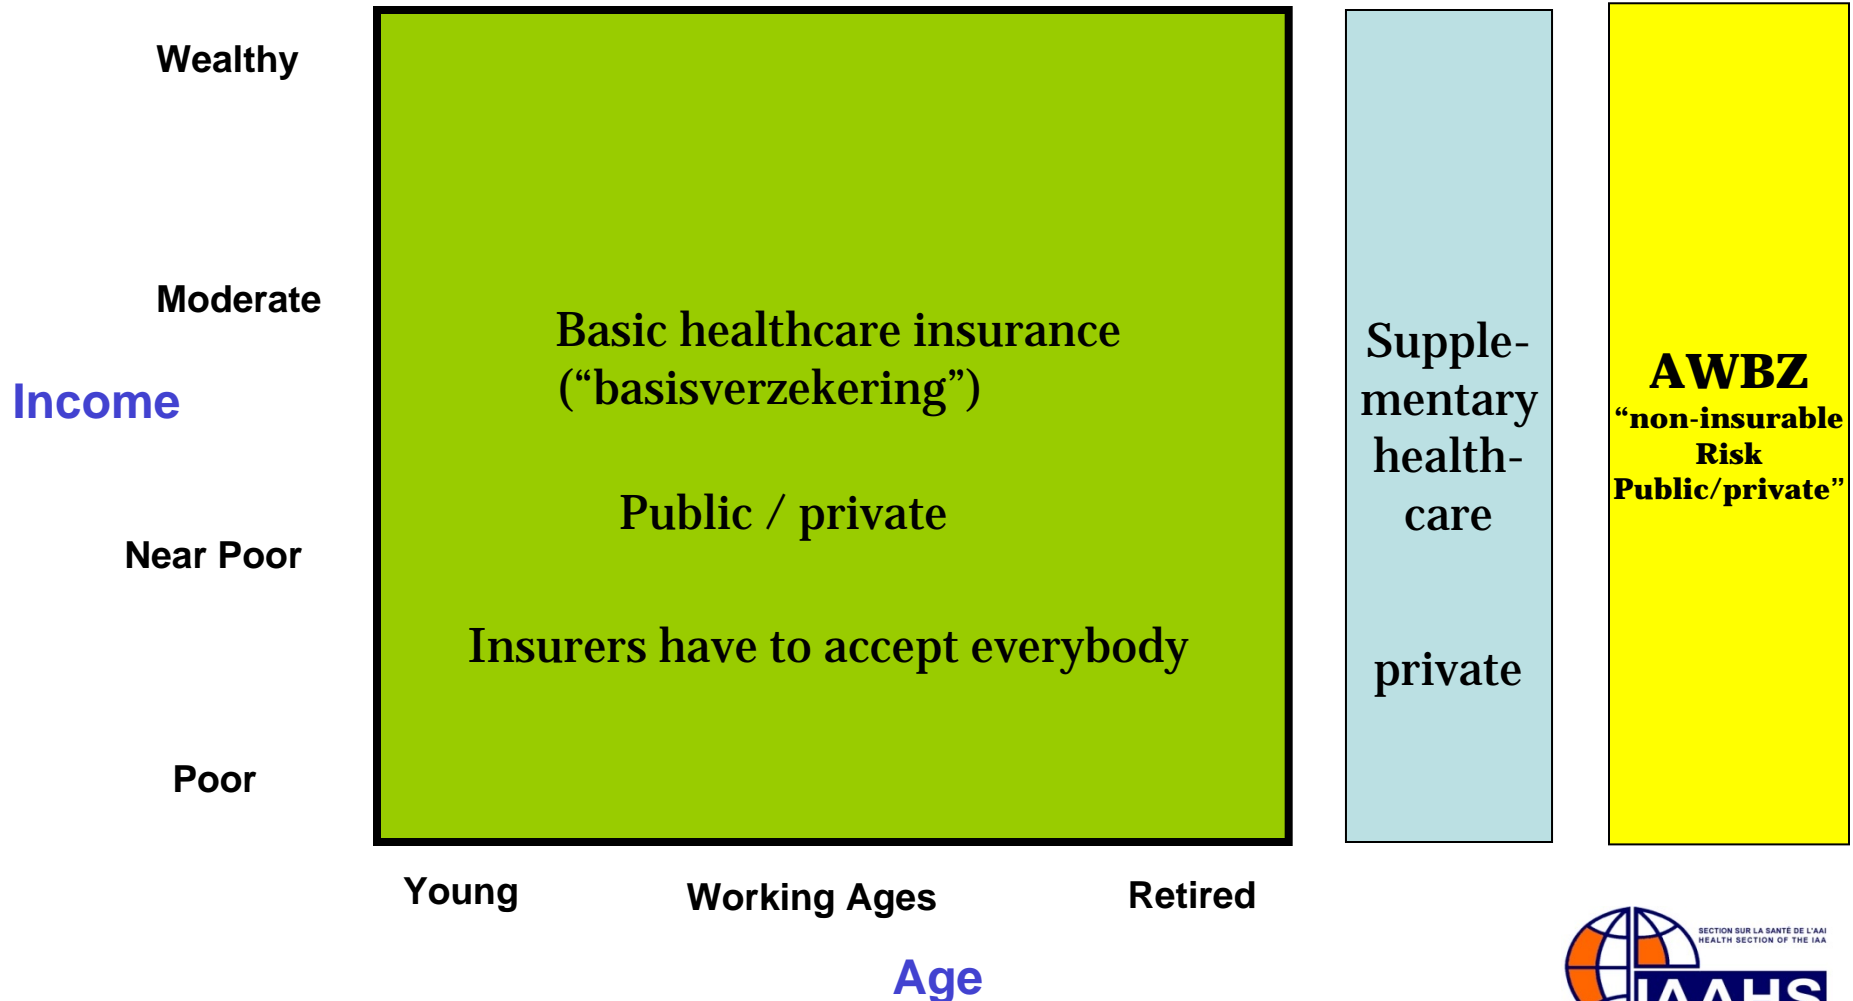 Wealthy
Moderate
Income
Near Poor
Poor
Basic healthcare insurance
(“basisverzekering”)
Public / private
Insurers have to accept everybody
Supple-
mentary
health-
care
private
AWBZ
“non-insurable
Risk
Public/private”
Young
Working Ages
Retired
Age
SECTION SUR LA SANTÉ DE L'AAI
HEALTH SECTION OF THE IAA
IAAHS